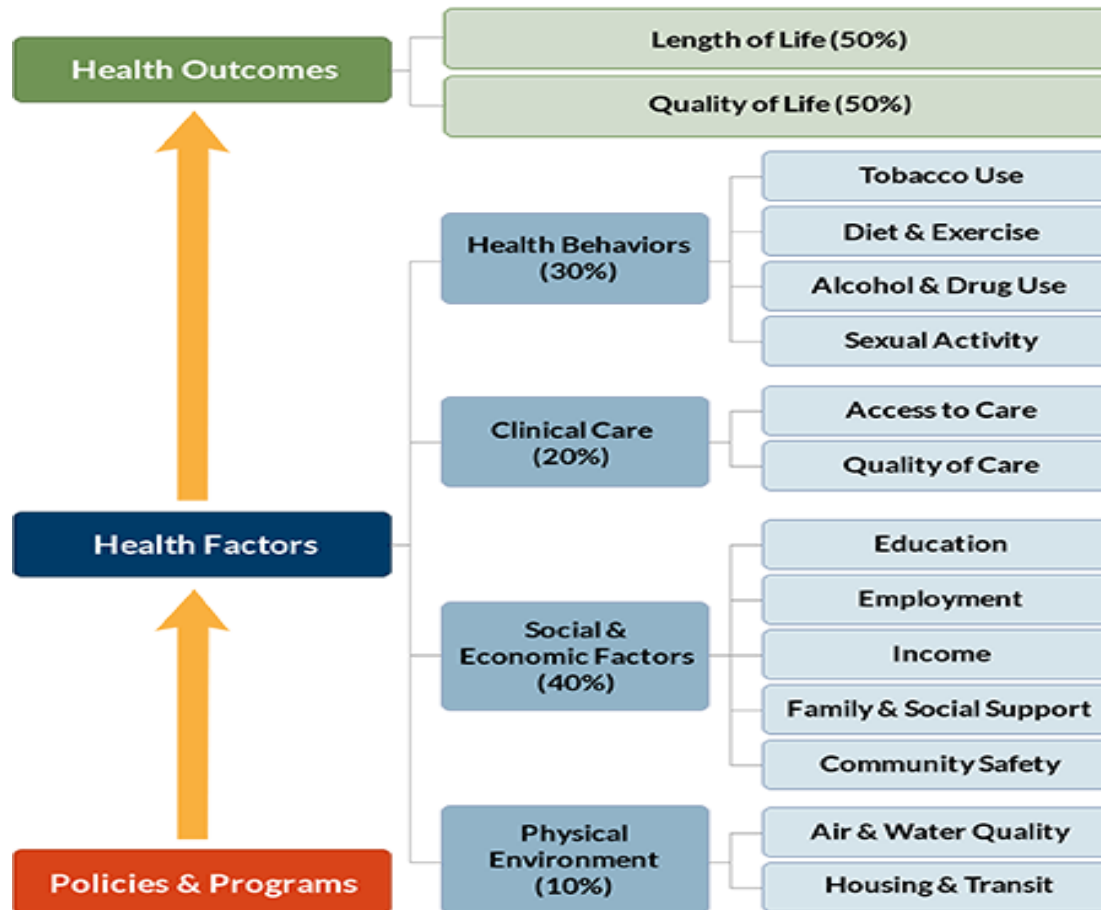 Health Outcomes
Length of Life (50%)
Quality of Life (50%)
Health Behaviors
(30%)
Tobacco Use
Diet & Exercise
Alcohol & Drug Use
Sexual Activity
Clinical Care
(20%)
Access to Care
Quality of Care
Health Factors
Social &
Economic Factors
(40%)
Education
Employment
Income
Family & Social Support
Community Safety
Physical
Environment
(10%)
Air & Water Quality
Housing & Transit
Policies & Programs